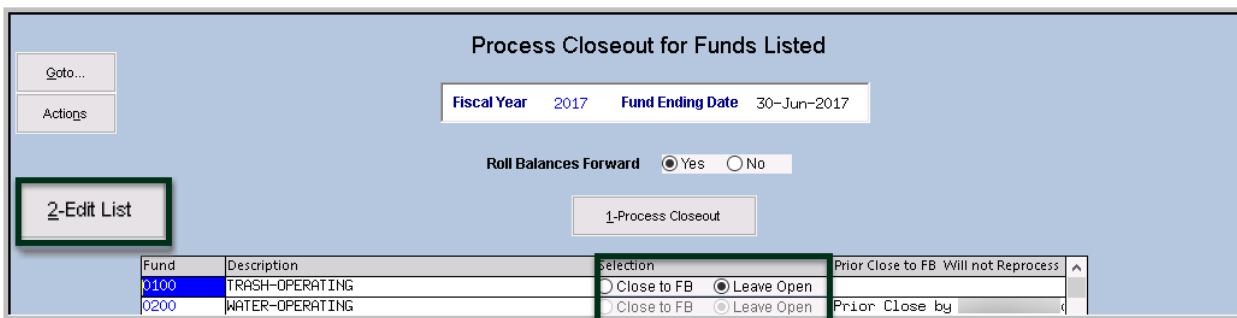 Process Closeout for Funds Listed
Goto...
Actions
Fiscal Year 2017 Fund Ending Date 30-Jun-2017
Roll Balances Forward Yes No
2-Edit List
1-Process Closeout
Fund Description Selection Prior Close to FB Will not Reprocess
0100 TRASH-OPERATING Close to FB Leave Open
0200 WATER-OPERATING Close to FB Leave Open Prior Close by